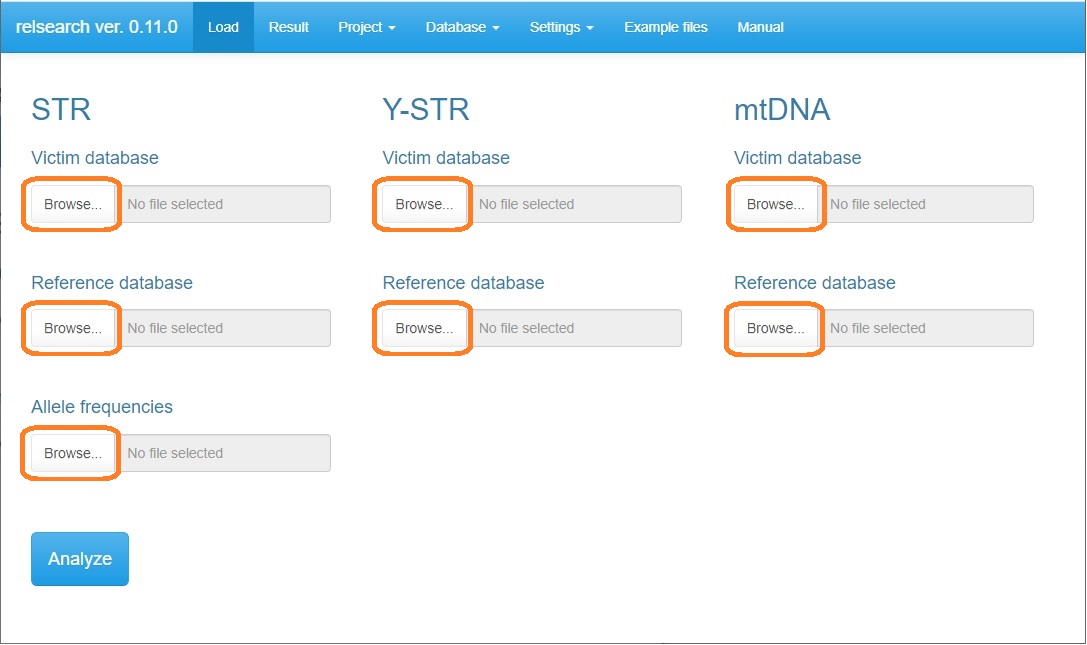 relsearch ver. 0.11.0 Load Result Project Database Settings Example files Manual
STR Y-STR mtDNA
Victim database Victim database Victim database
Browse... No file selected Browse... No file selected Browse... No file selected
Reference database Reference database Reference database
Browse... No file selected Browse... No file selected Browse... No file selected
Allele frequencies
Browse... No file selected
Analyze